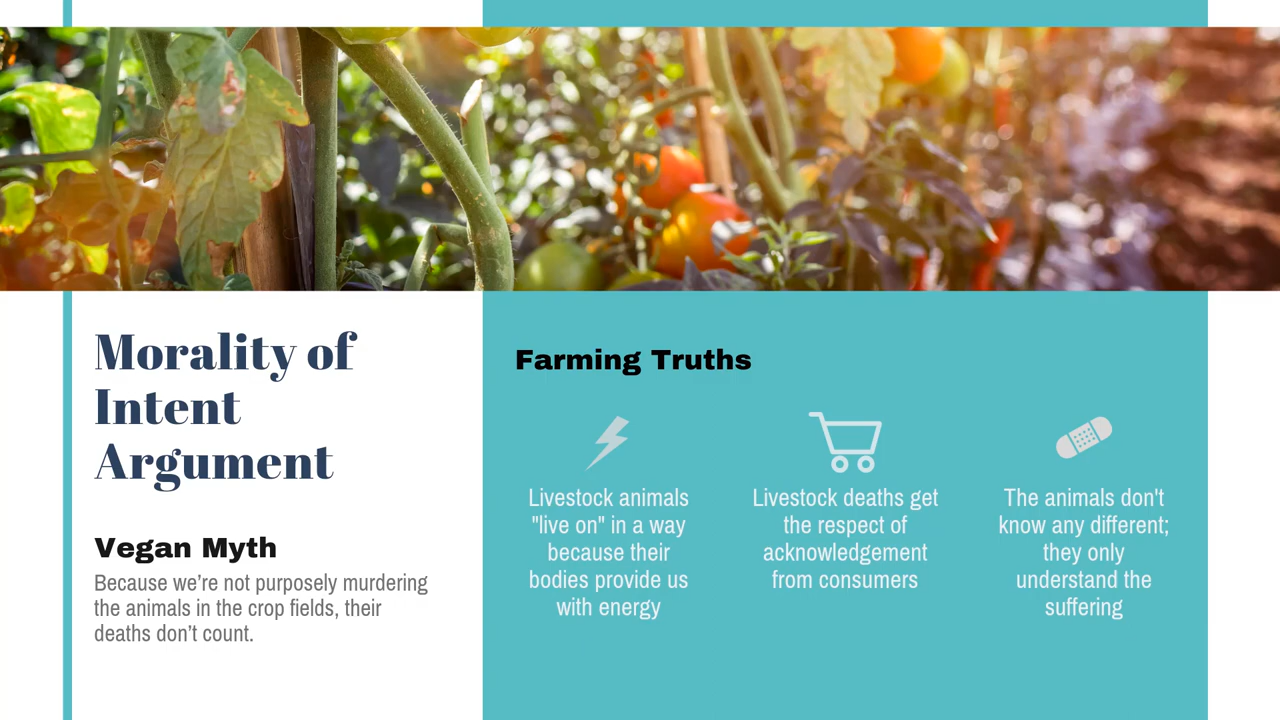 Morality of
Intent
Argument
Vegan Myth
Because we’re not purposely murdering
the animals in the crop fields, their
deaths don’t count.
Farming Truths
Livestock animals
"live on" in a way
because their
bodies provide us
with energy
Livestock deaths get
the respect of
acknowledgement
from consumers
The animals don't
know any different;
they only
understand the
suffering